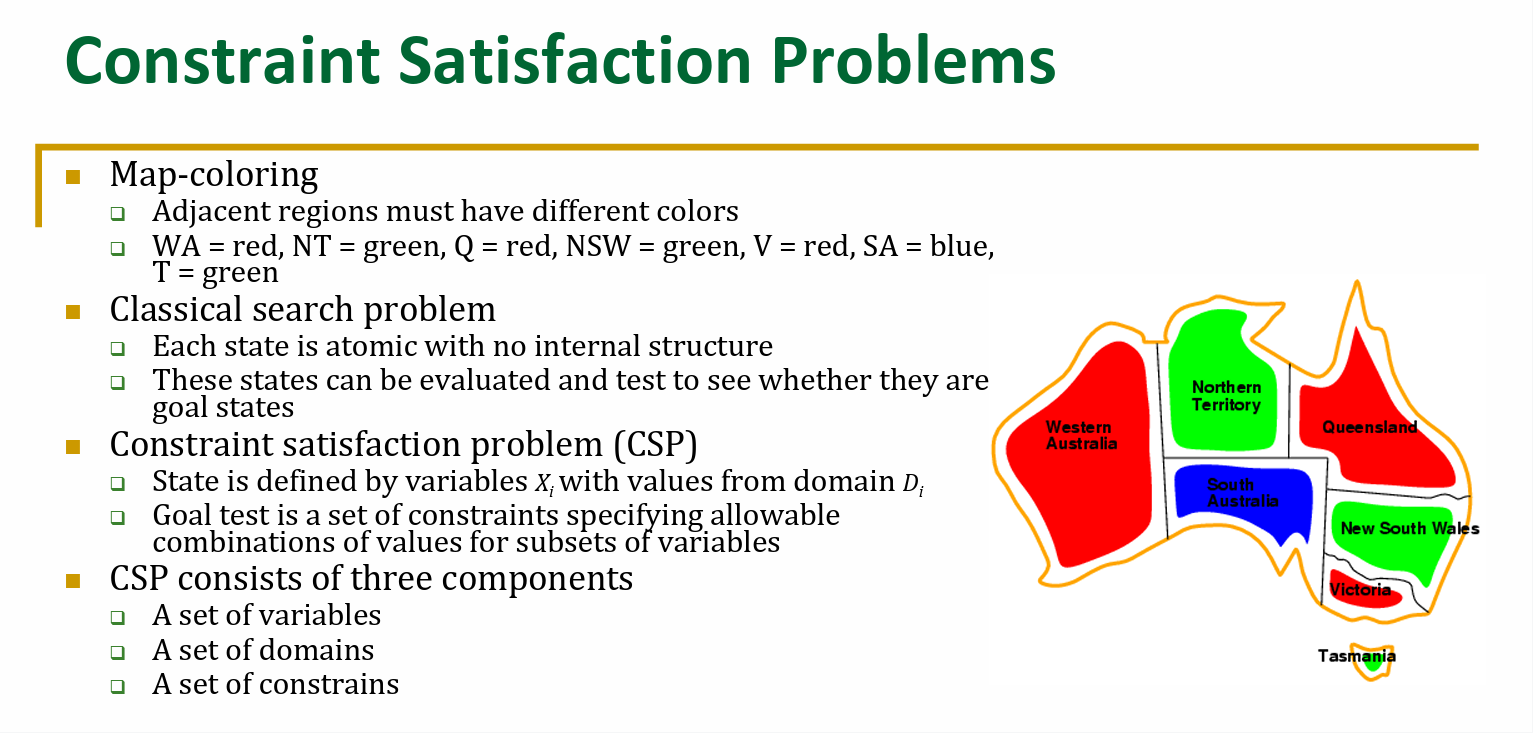 Constraint Satisfaction Problems
Map-coloring
Adjacent regions must have different colors
WA = red, NT = green, Q = red, NSW = green, V = red, SA = blue,
T = green
Classical search problem
Each state is atomic with no internal structure
These states can be evaluated and test to see whether they are
goal states
Constraint satisfaction problem (CSP)
State is defined by variables Xi with values from domain Di
Goal test is a set of constraints specifying allowable
combinations of values for subsets of variables
CSP consists of three components
A set of variables
A set of domains
A set of constrains
Northern
Territory
Western
Australia
Queensland
South
Australia
New South Wales
Victoria
Tasmania